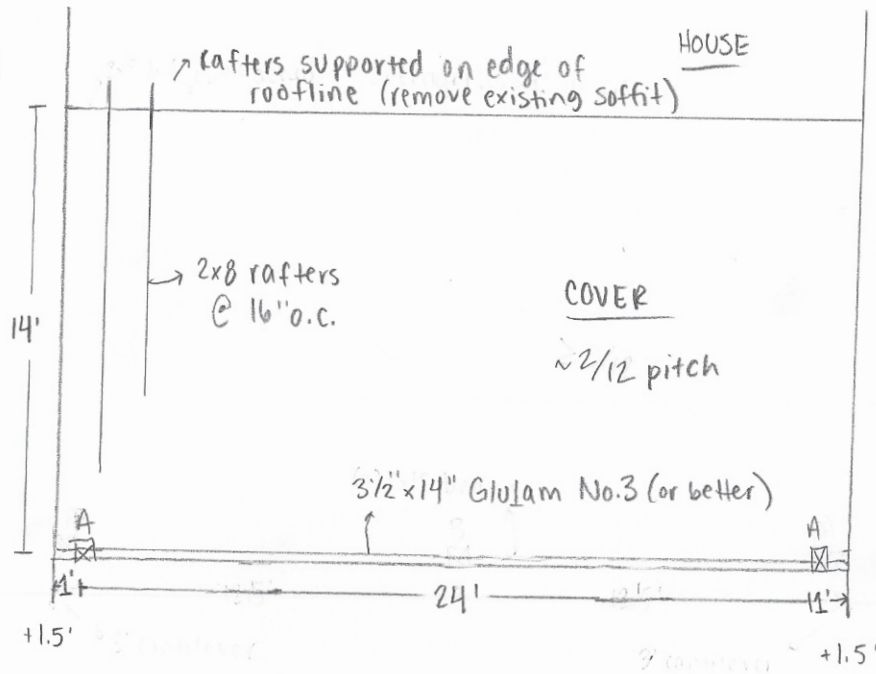 HOUSE
rafters supported on edge of
roofline (remove existing soffit)
14'
2x8 rafters
@ 16" o.c.
COVER
~2/12 pitch
3½"x14" Glulam No.3 (or better)
A
A
1'
24'
1'
+1.5'
+1.5'